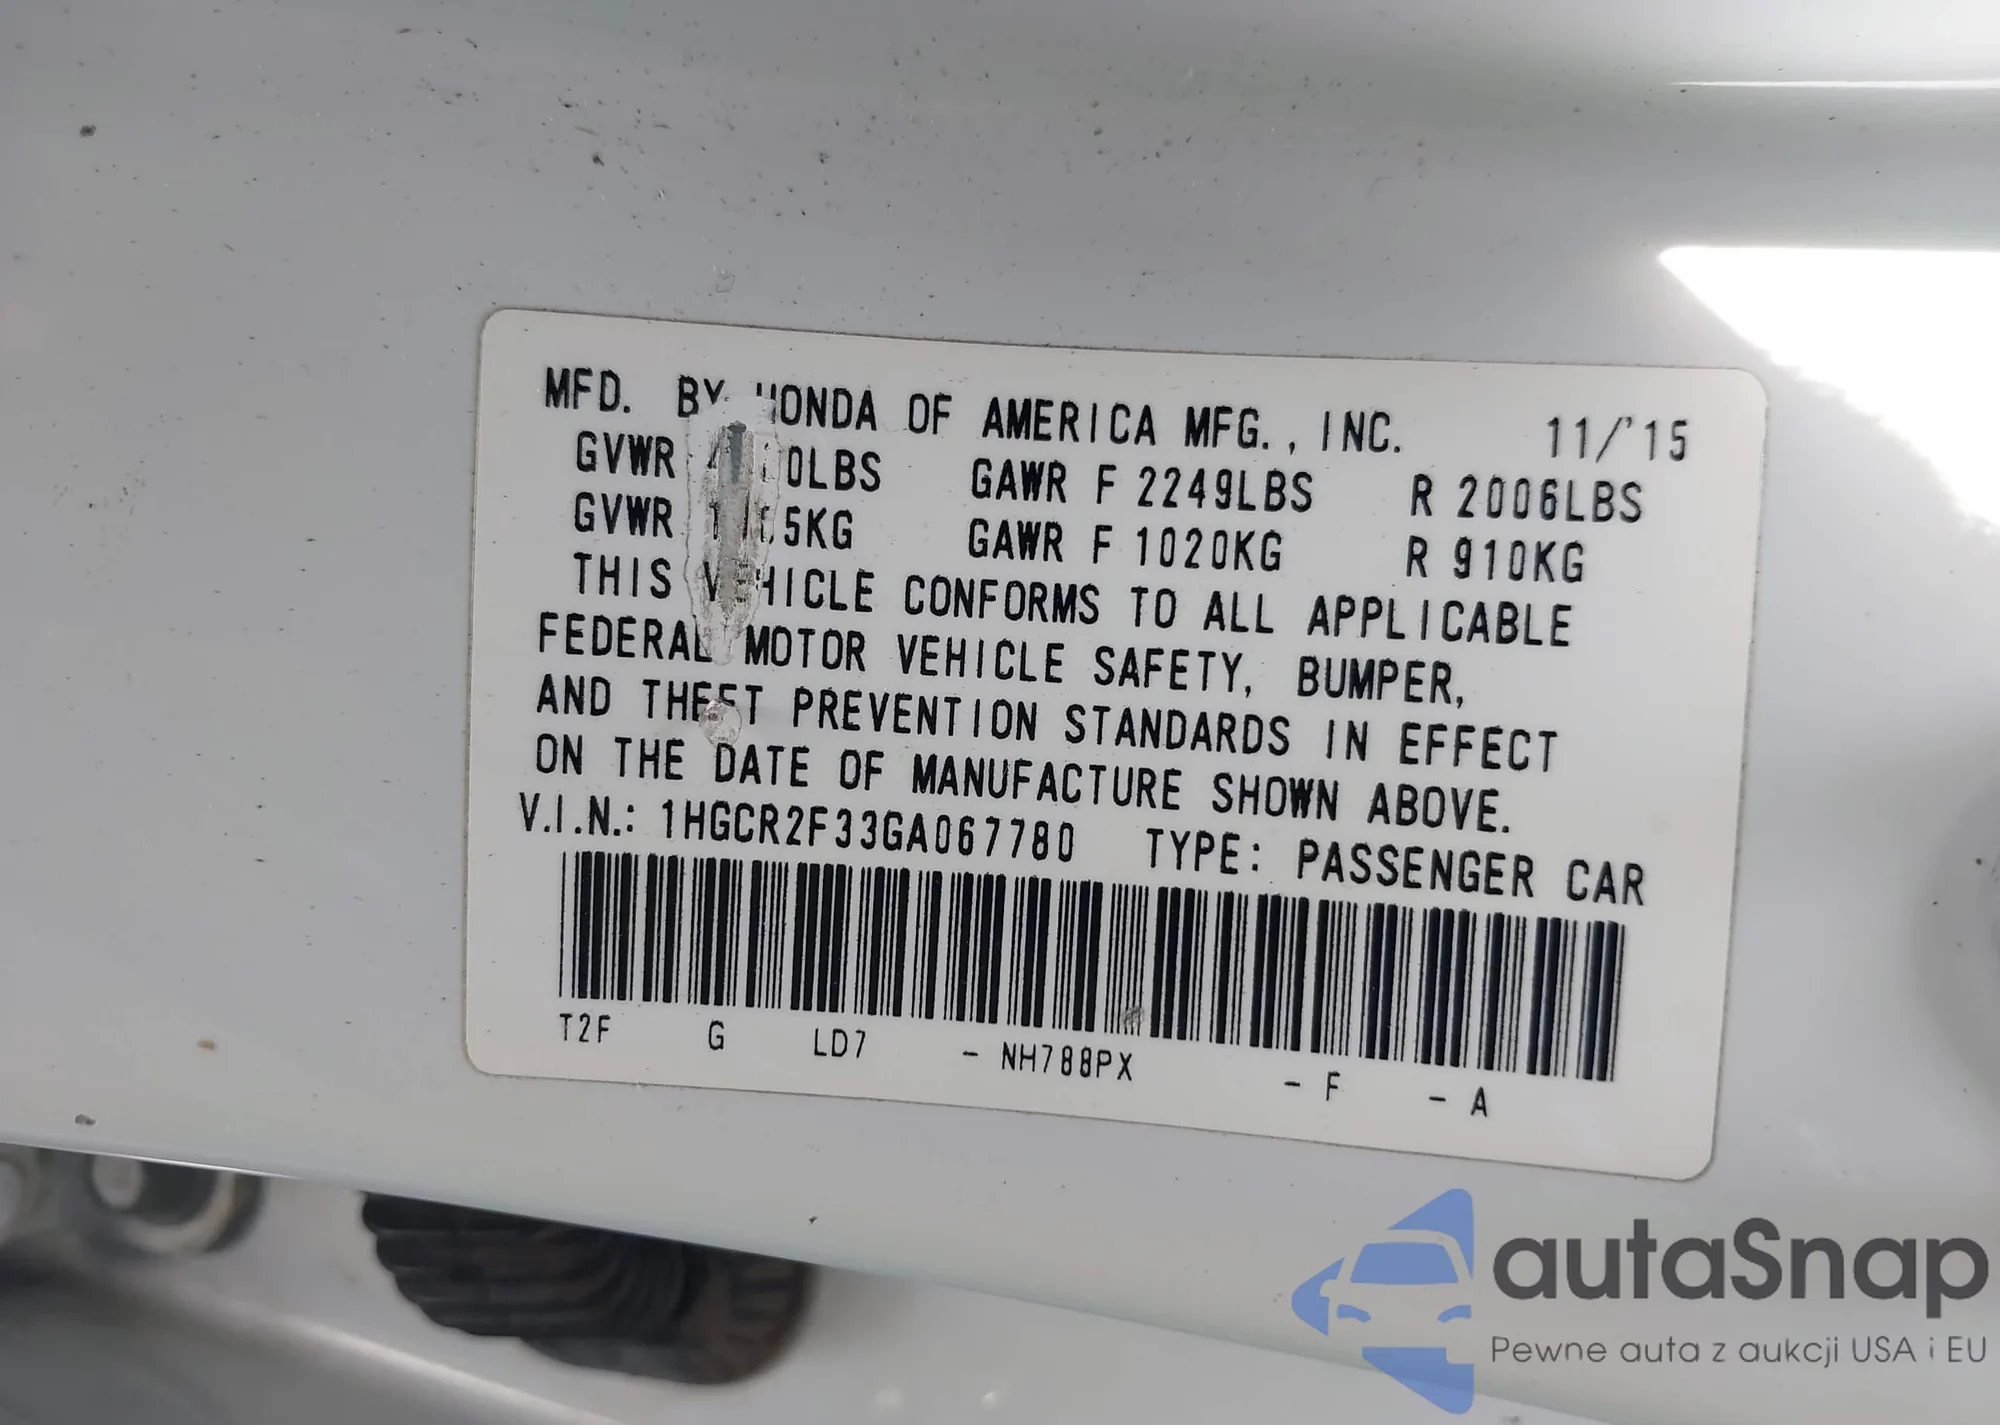 MFD. BY HONDA OF AMERICA MFG., INC. 11/'15
GVWR GAWR F 2249LBS R 2006LBS
GVWR GAWR F 1020KG R 910KG
THIS VEHICLE CONFORMS TO ALL APPLICABLE
FEDERAL MOTOR VEHICLE SAFETY, BUMPER,
AND THEFT PREVENTION STANDARDS IN EFFECT
ON THE DATE OF MANUFACTURE SHOWN ABOVE.
V.I.N.: 1HGCR2F33GA067780 TYPE: PASSENGER CAR
T2F G LD7 - NH788PX - F - A
autaSnap
Pewne auta z aukcji USA i EU